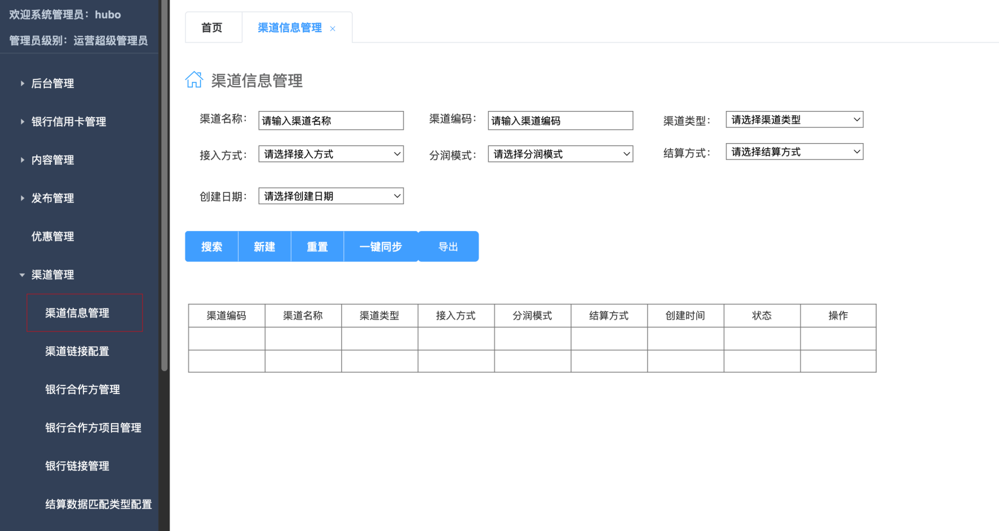 欢迎系统管理员：hubo
管理员级别：运营超级管理员
后台管理
银行信用卡管理
内容管理
发布管理
优惠管理
渠道管理
渠道信息管理
渠道链接配置
银行合作方管理
银行合作方项目管理
银行链接管理
结算数据匹配类型配置
首页 渠道信息管理 ×
渠道信息管理
渠道名称： 请输入渠道名称 渠道编码： 请输入渠道编码 渠道类型： 请选择渠道类型
接入方式： 请选择接入方式 分润模式： 请选择分润模式 结算方式： 请选择结算方式
创建日期： 请选择创建日期
搜索 新建 重置 一键同步 导出
渠道编码 渠道名称 渠道类型 接入方式 分润模式 结算方式 创建时间 状态 操作